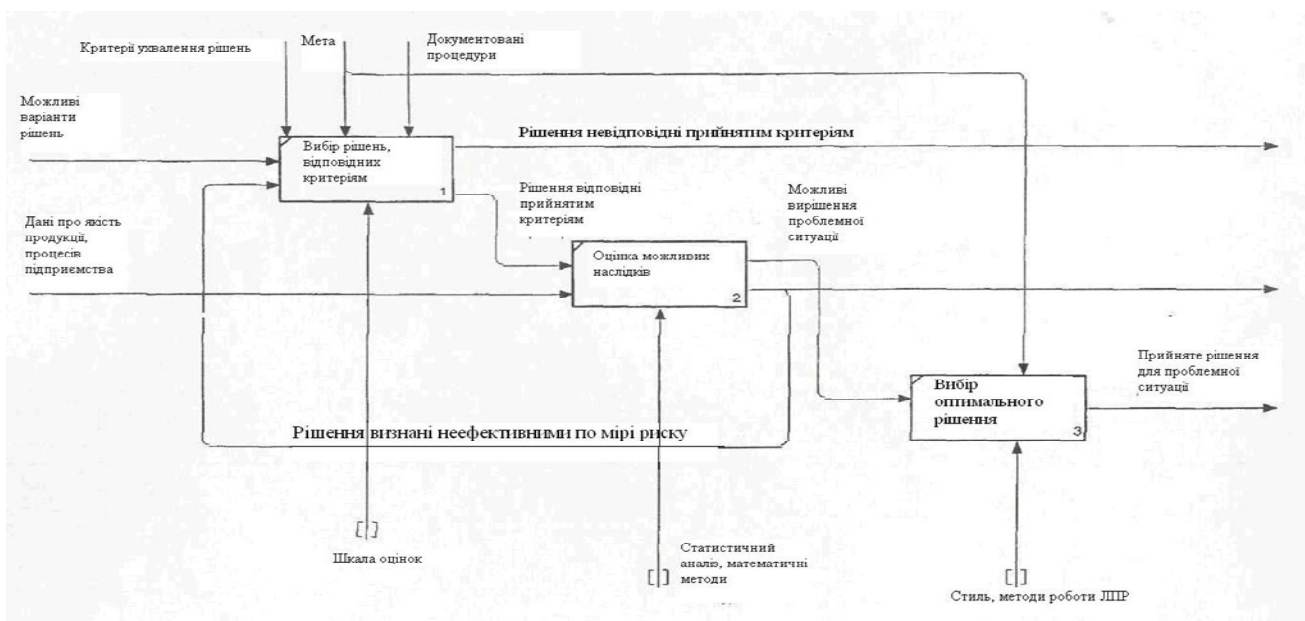 Критерії ухвалення рішень
Мета
Документовані
процедури
Можливі
варіанти
рішень
Вибір рішень,
відповідних
критеріям
1
Рішення невідповідні прийнятим критеріям
Рішення відповідні
прийнятим
критеріям
Можливі
вирішення
проблемної
ситуації
Дані про якість
продукції,
процесів
підприємства
Оцінка можливих
наслідків
2
Прийняте рішення
для проблемної
ситуації
Вибір
оптимального
рішення
3
Рішення визнані неефективними по мірі риску
Шкала оцінок
Статистичний
аналіз, математичні
методи
Стиль, методи роботи ЛПР